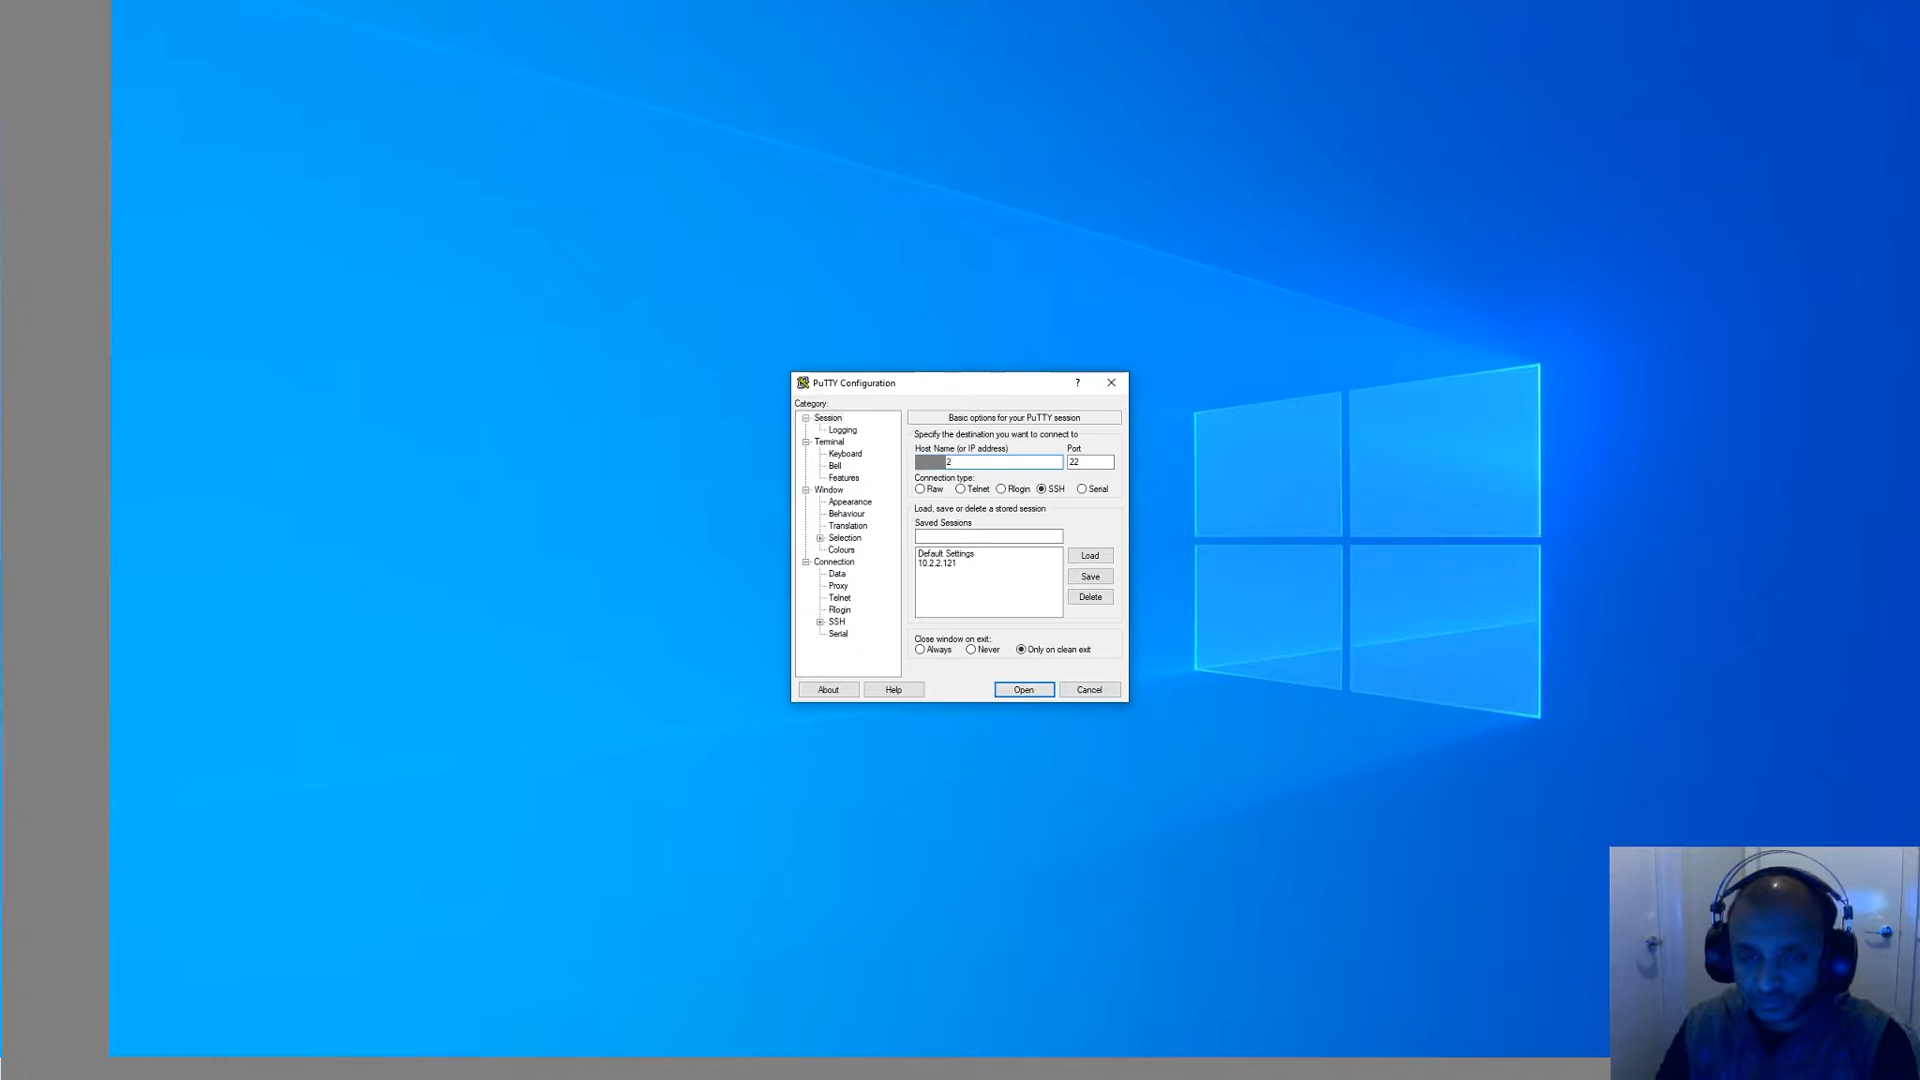 PuTTY Configuration ? ✕
Category:
Session
Logging
Terminal
Keyboard
Bell
Features
Window
Appearance
Behaviour
Translation
Selection
Colours
Connection
Data
Proxy
Telnet
Rlogin
SSH
Serial
Basic options for your PuTTY session
Specify the destination you want to connect to
Host Name (or IP address) Port
2 22
Connection type:
Raw Telnet Rlogin SSH Serial
Load, save or delete a stored session
Saved Sessions
Default Settings
10.2.2.121
Load
Save
Delete
Close window on exit:
Always Never Only on clean exit
About Help Open Cancel